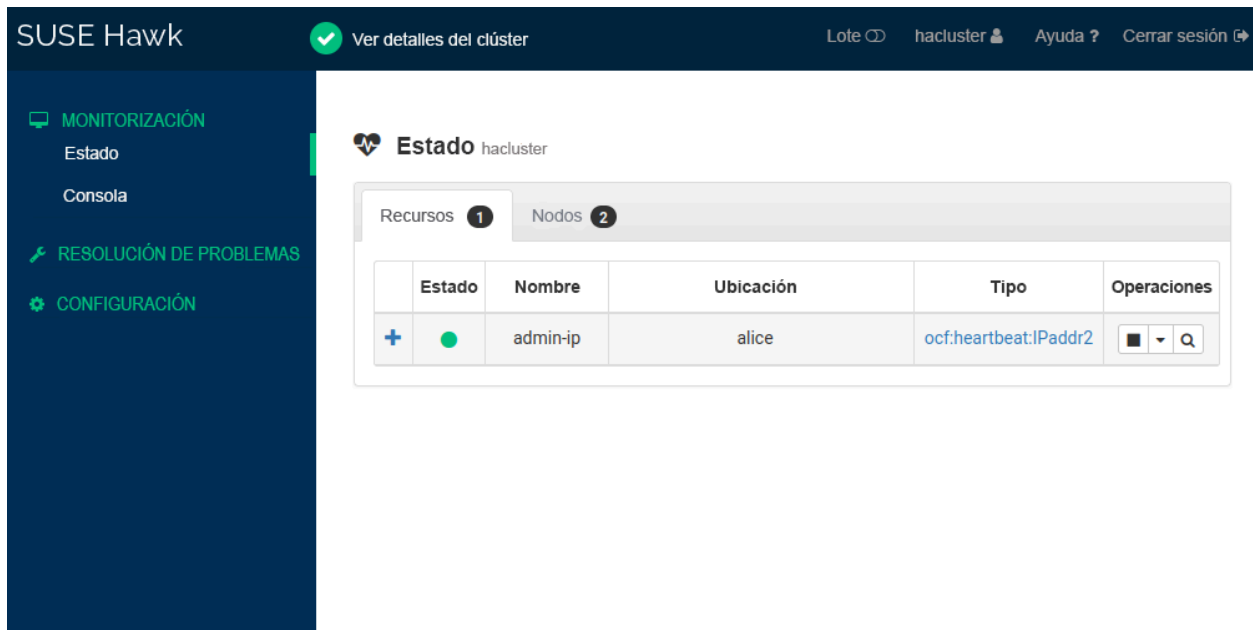 SUSE Hawk
Ver detalles del clúster
Lote hacluster Ayuda ? Cerrar sesión
MONITORIZACIÓN
Estado
Consola
RESOLUCIÓN DE PROBLEMAS
CONFIGURACIÓN
Estado hacluster
Recursos 1 Nodos 2
Estado Nombre Ubicación Tipo Operaciones
admin-ip alice ocf:heartbeat:IPaddr2